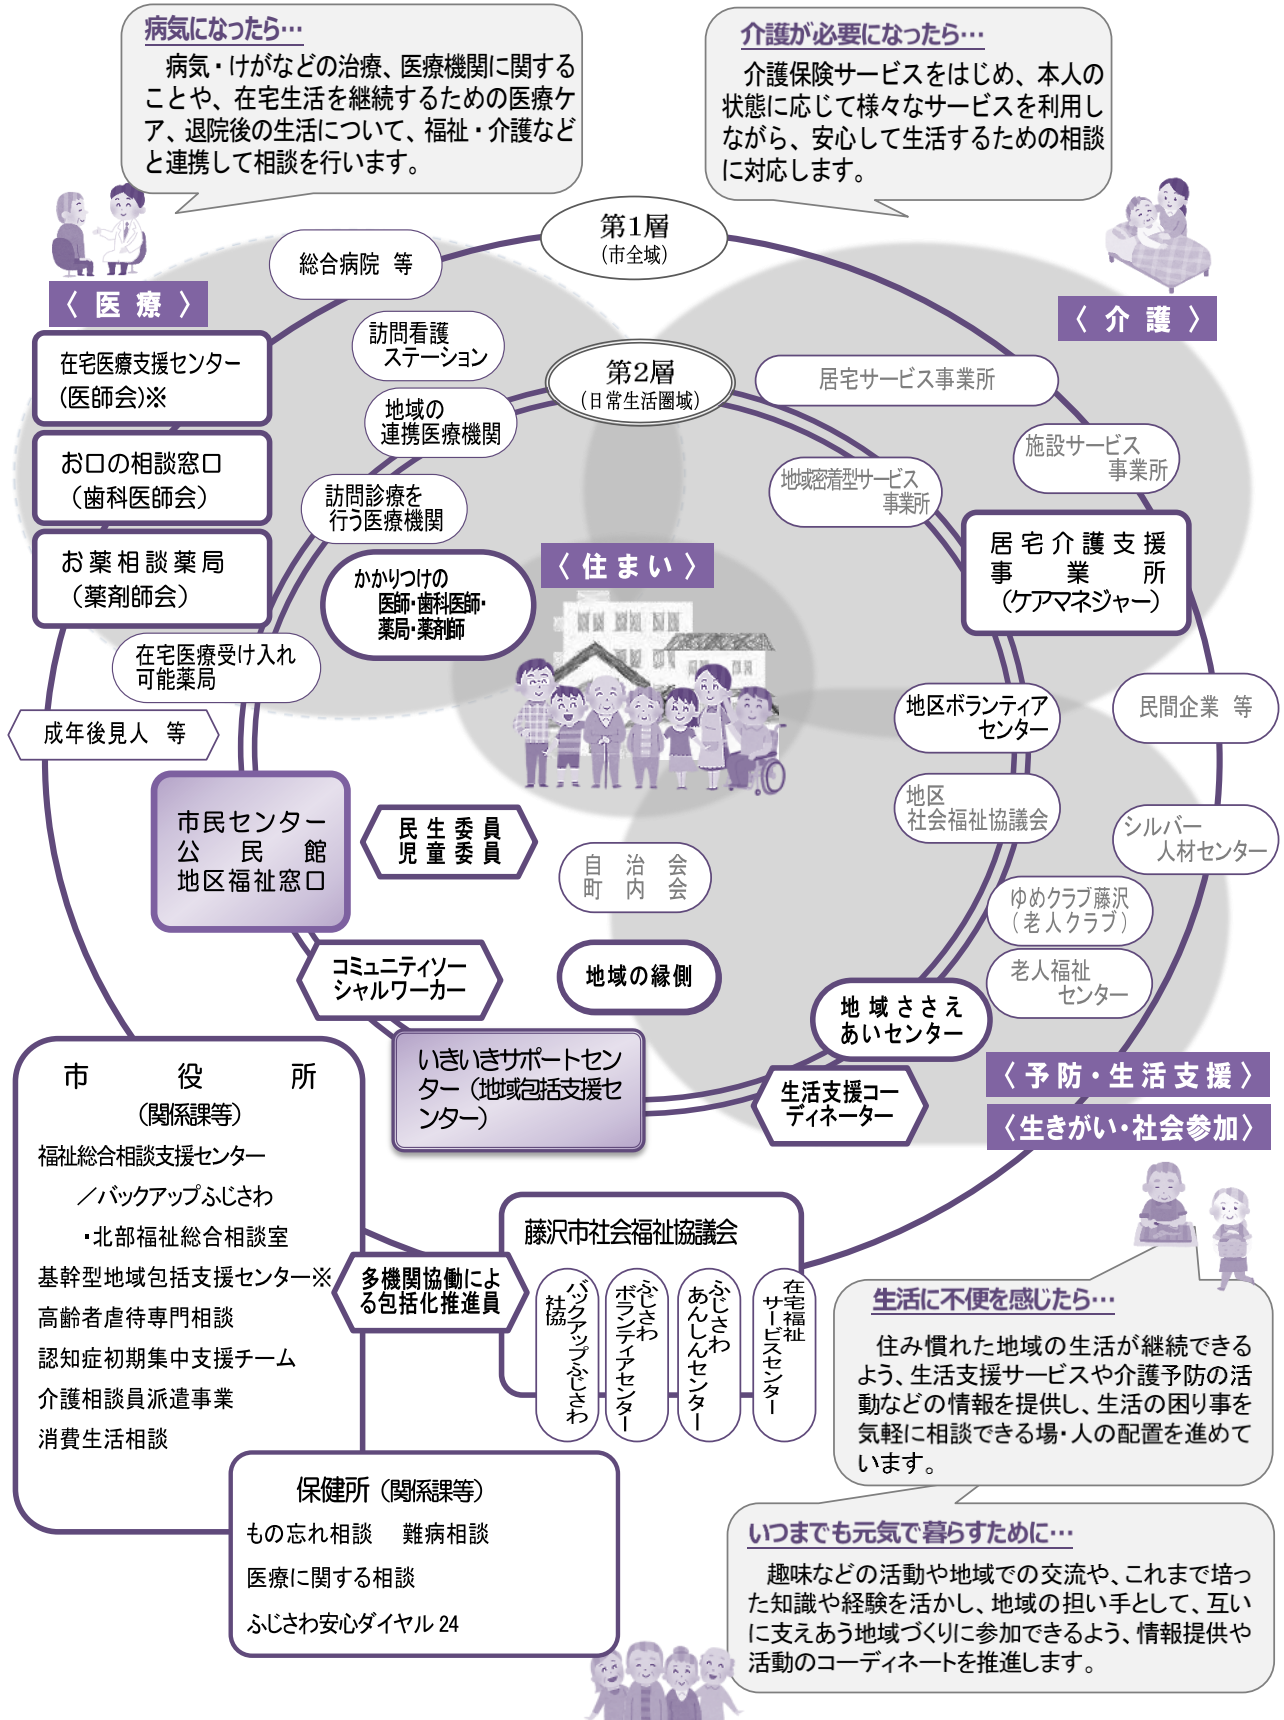 病気になったら…
病気・けがなどの治療、医療機関に関する
ことや、在宅生活を継続するための医療ケ
ア、退院後の生活について、福祉・介護など
と連携して相談を行います。
介護が必要になったら…
介護保険サービスをはじめ、本人の
状態に応じて様々なサービスを利用し
ながら、安心して生活するための相談
に対応します。
第1層
(市全域)
総合病院 等
〈 医 療 〉
〈 介 護 〉
訪問看護
ステーション
在宅医療支援センター
(医師会)※
第2層
(日常生活圏域)
居宅サービス事業所
地域の
連携医療機関
施設サービス
事業所
お口の相談窓口
(歯科医師会)
地域密着型サービス
事業所
訪問診療を
行う医療機関
お薬相談薬局
(薬剤師会)
〈 住 ま い 〉
居宅介護支援
事業所
(ケアマネジャー)
かかりつけの
医師・歯科医師・
薬局・薬剤師
在宅医療受け入れ
可能薬局
成年後見人 等
地区ボランティア
センター
民間企業 等
市民センター
公民館
地区福祉窓口
民生委員
児童委員
地区
社会福祉協議会
シルバー
人材センター
自治会
町内会
ゆめクラブ藤沢
(老人クラブ)
コミュニティソー
シャルワーカー
地域の縁側
老人福祉
センター
地域ささえ
あいセンター
いきいきサポートセン
ター(地域包括支援セ
ンター)
生活支援コー
ディネーター
〈 予防・生活支援 〉
〈生きがい・社会参加〉
市役所
(関係課等)
福祉総合相談支援センター
／バックアップふじさわ
・北部福祉総合相談室
基幹型地域包括支援センター※
高齢者虐待専門相談
認知症初期集中支援チーム
介護相談員派遣事業
消費生活相談
多機関協働によ
る包括化推進員
藤沢市社会福祉協議会
バックアップふじさわ
社協
ふじさわ
ボランティアセンター
ふじさわ
あんしんセンター
在宅福祉
サービスセンター
生活に不便を感じたら…
住み慣れた地域の生活が継続できる
よう、生活支援サービスや介護予防の活
動などの情報を提供し、生活の困り事を
気軽に相談できる場・人の配置を進めて
います。
保健所(関係課等)
もの忘れ相談 難病相談
医療に関する相談
ふじさわ安心ダイヤル 24
いつまでも元気で暮らすために…
趣味などの活動や地域での交流や、これまで培っ
た知識や経験を活かし、地域の担い手として、互い
に支えあう地域づくりに参加できるよう、情報提供や
活動のコーディネートを推進します。